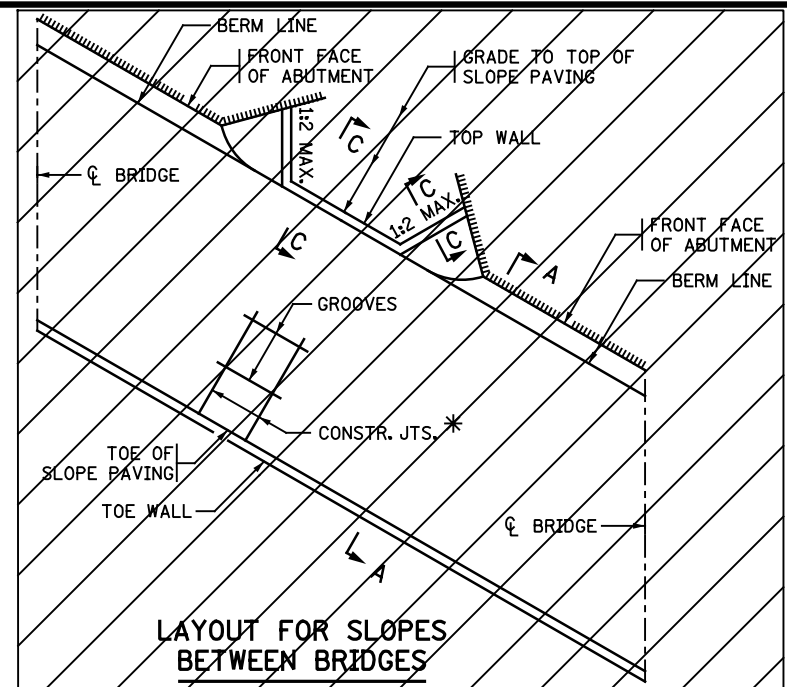 BERM LINE
FRONT FACE
OF ABUTMENT
GRADE TO TOP OF
SLOPE PAVING
1:2 MAX.
C
TOP WALL
℄ BRIDGE
C
1:2 MAX.
C
C
FRONT FACE
OF ABUTMENT
A
BERM LINE
GROOVES
CONSTR. JTS. *
TOE OF
SLOPE PAVING
TOE WALL
℄ BRIDGE
A
LAYOUT FOR SLOPES
BETWEEN BRIDGES